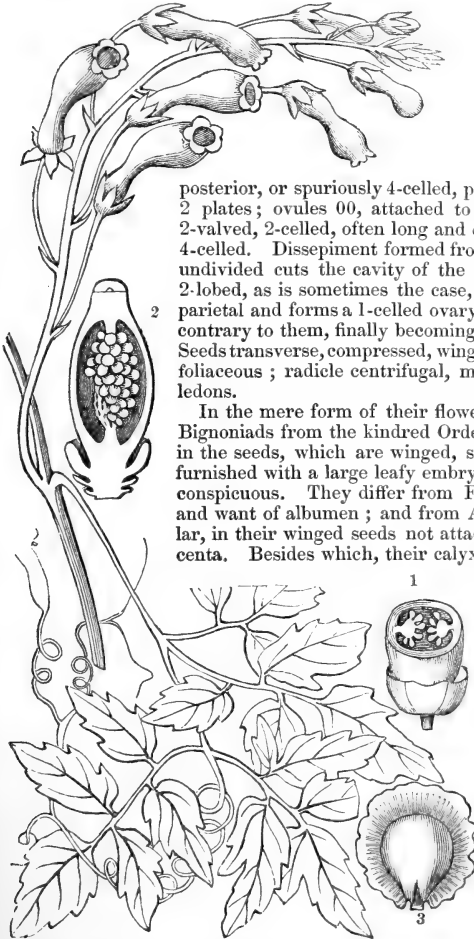 posterior, or spuriously 4-celled, p
2 plates; ovules 00, attached to
2-valved, 2-celled, often long and
4-celled. Dissepiment formed fro
undivided cuts the cavity of the
2-lobed, as is sometimes the case,
parietal and forms a 1-celled ovary
contrary to them, finally becoming
Seeds transverse, compressed, wing
foliaceous; radicle centrifugal, m
ledons.
In the mere form of their flowe
Bignoniads from the kindred Orde
in the seeds, which are winged, s
furnished with a large leafy embry
conspicuous. They differ from
and want of albumen; and from A
lar, in their winged seeds not attac
centa. Besides which, their calyx
2
1
3